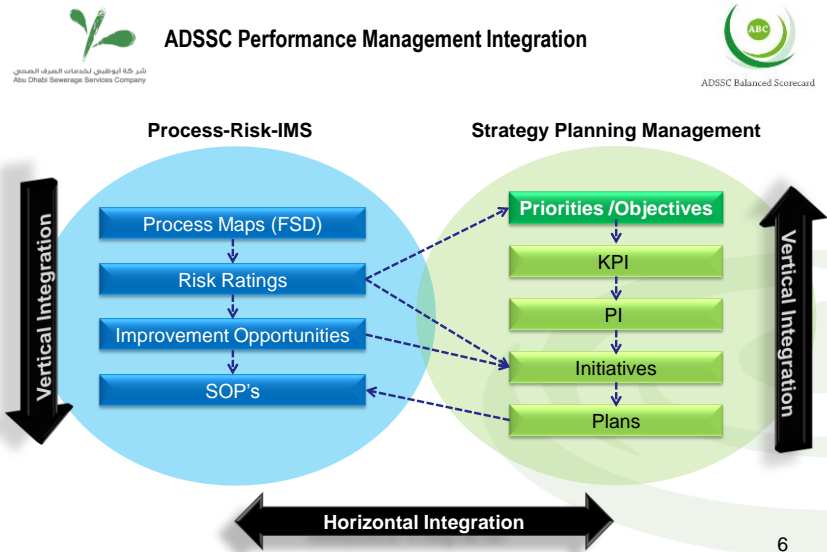 ADSSC Performance Management Integration
شركة أبوظبي لخدمات الصرف الصحي
Abu Dhabi Sewerage Services Company
ABC
ADSSC Balanced Scorecard
Process-Risk-IMS
Strategy Planning Management
Vertical Integration
Process Maps (FSD)
Risk Ratings
Improvement Opportunities
SOP's
Priorities /Objectives
KPI
PI
Initiatives
Plans
Vertical Integration
Horizontal Integration
6